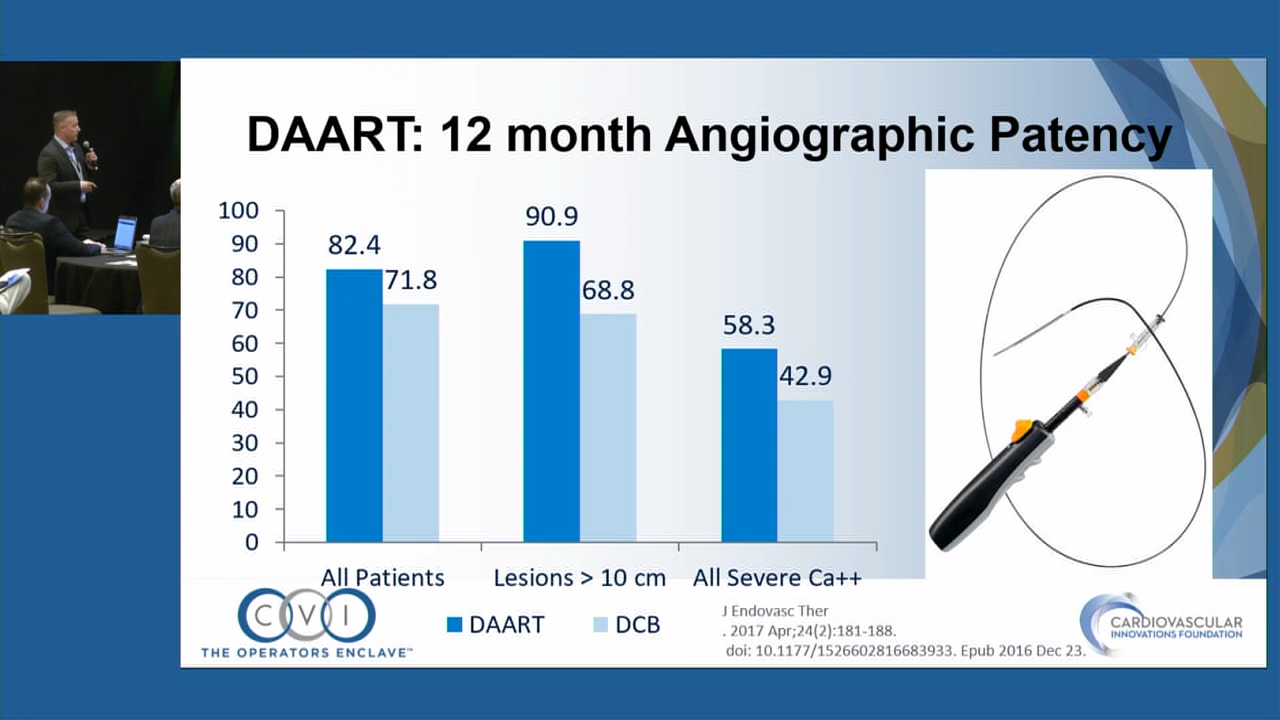 DAART: 12 month Angiographic Patency
100
90
80
70
60
50
40
30
20
10
0
82.4
71.8
90.9
68.8
58.3
42.9
All Patients
Lesions > 10 cm
All Severe Ca++
DAART
DCB
CVI
THE OPERATORS ENCLAVE™
J Endovasc Ther
. 2017 Apr;24(2):181-188.
doi: 10.1177/1526602816683933. Epub 2016 Dec 23.
CARDIOVASCULAR
INNOVATIONS FOUNDATION